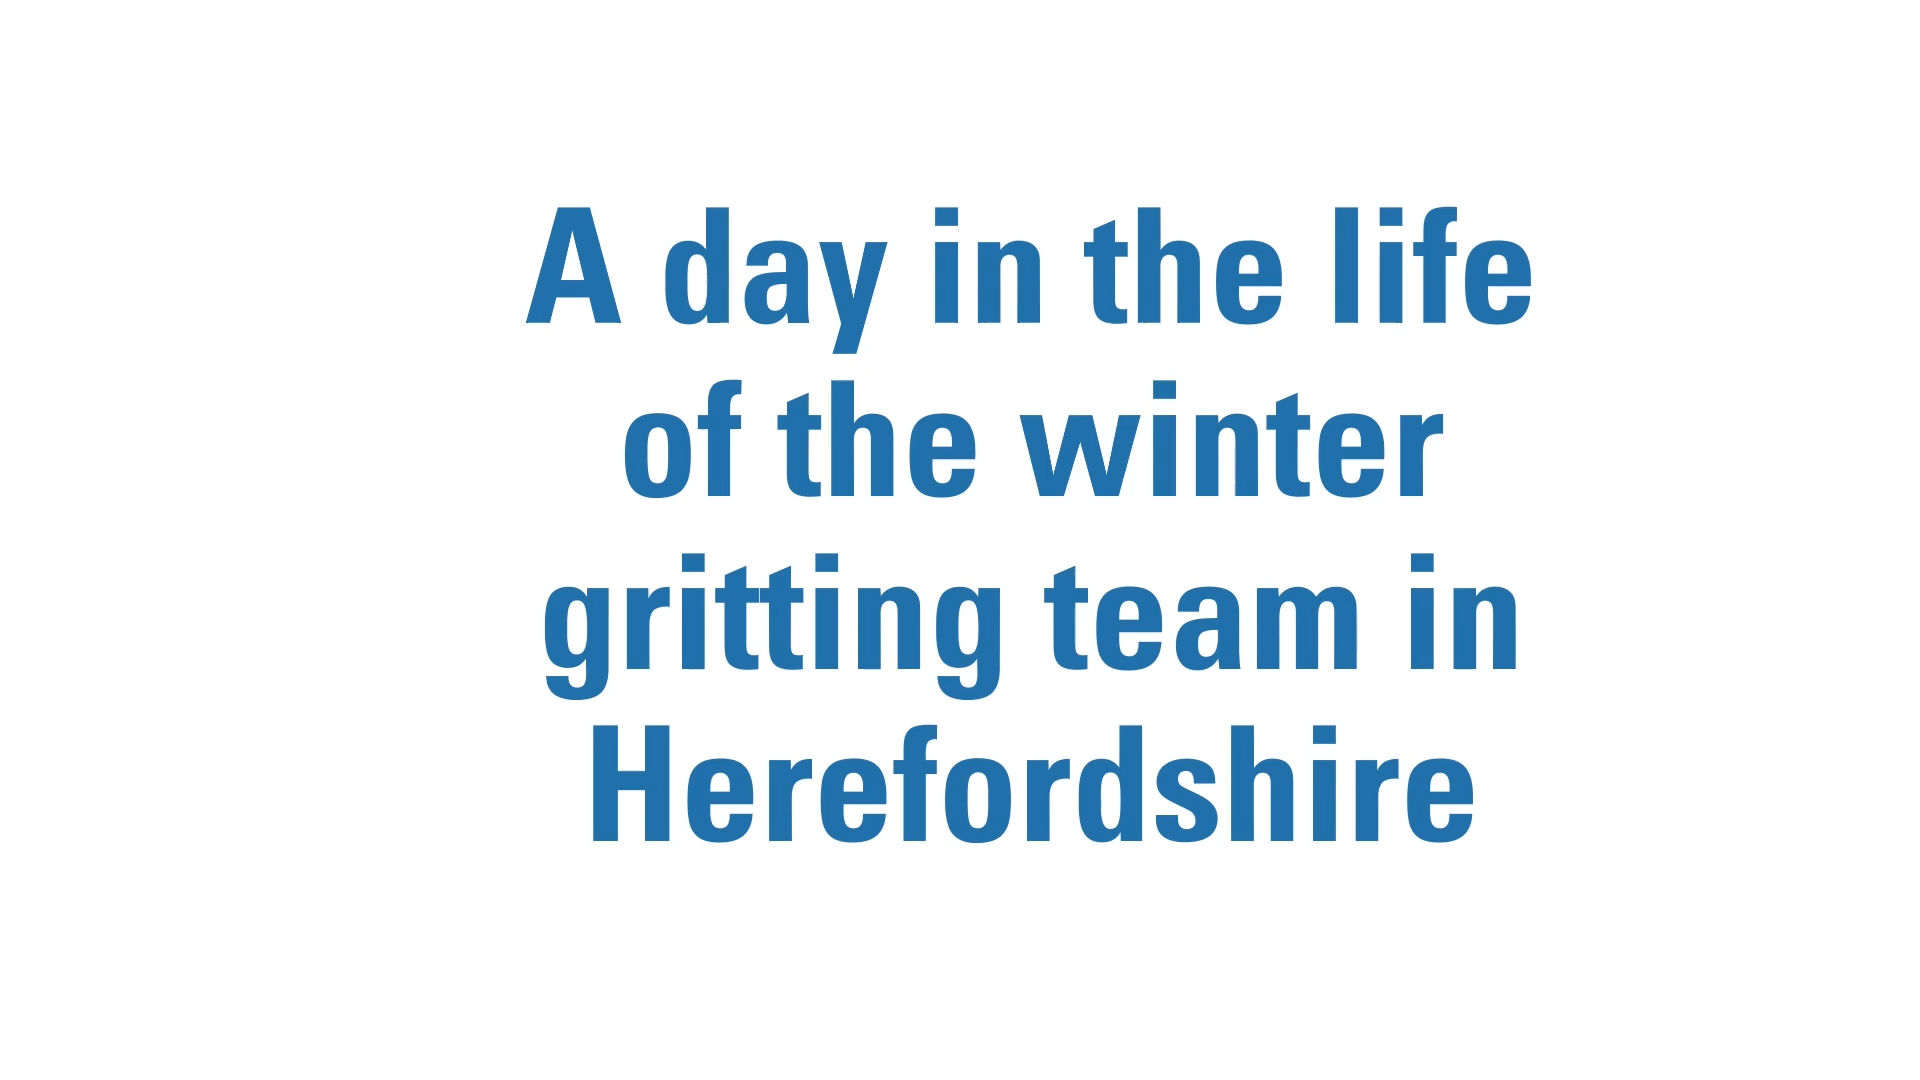 A day in the life
of the winter
gritting team in
Herefordshire